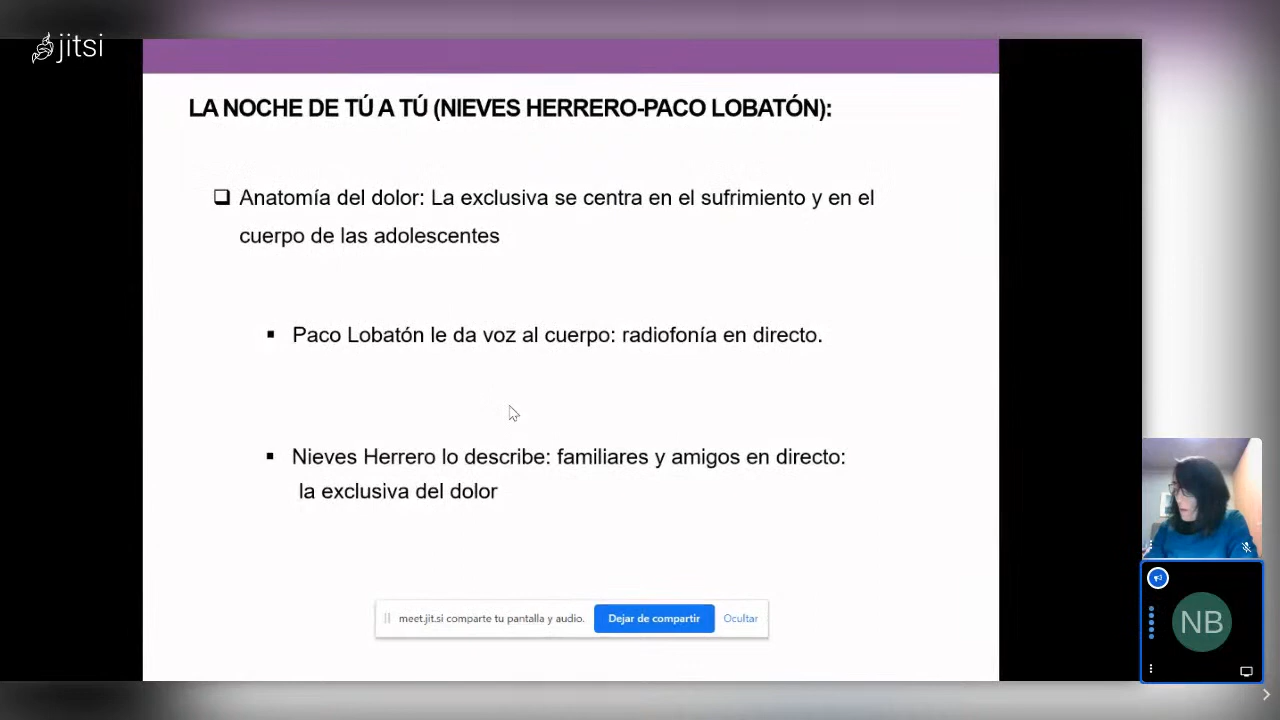 jitsi
LA NOCHE DE TÚ A TÚ (NIEVES HERRERO-PACO LOBATÓN):
Anatomía del dolor: La exclusiva se centra en el sufrimiento y en el
cuerpo de las adolescentes
Paco Lobatón le da voz al cuerpo: radiofonía en directo.
Nieves Herrero lo describe: familiares y amigos en directo:
la exclusiva del dolor
meet.jit.si comparte tu pantalla y audio. Dejar de compartir Ocultar
NB